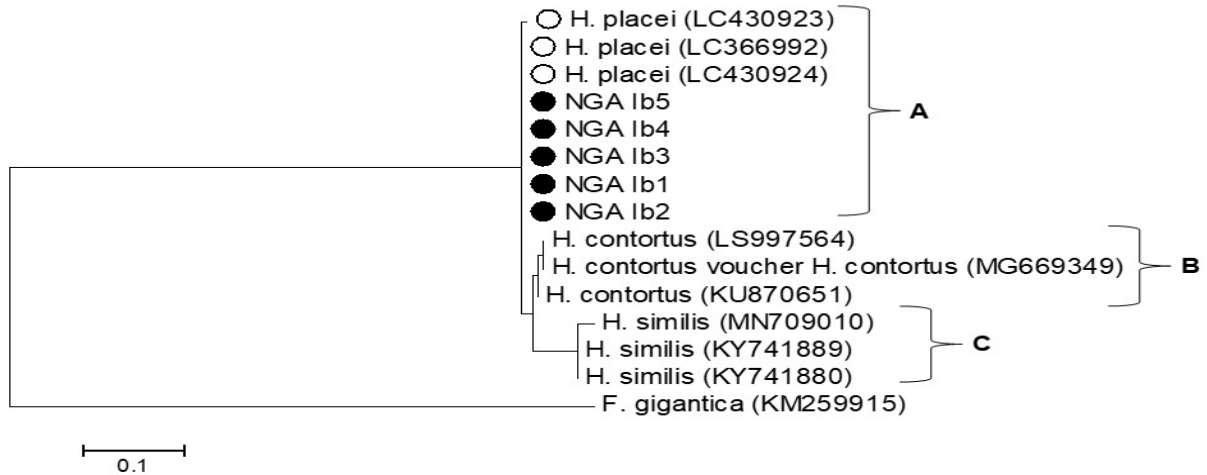 H. placei (LC430923)
H. placei (LC366992)
H. placei (LC430924)
NGA Ib5
NGA Ib4
NGA Ib3
NGA Ib1
NGA Ib2
A
H. contortus (LS997564)
H. contortus voucher H. contortus (MG669349)
H. contortus (KU870651)
B
H. similis (MN709010)
H. similis (KY741889)
H. similis (KY741880)
C
F. gigantica (KM259915)
0.1